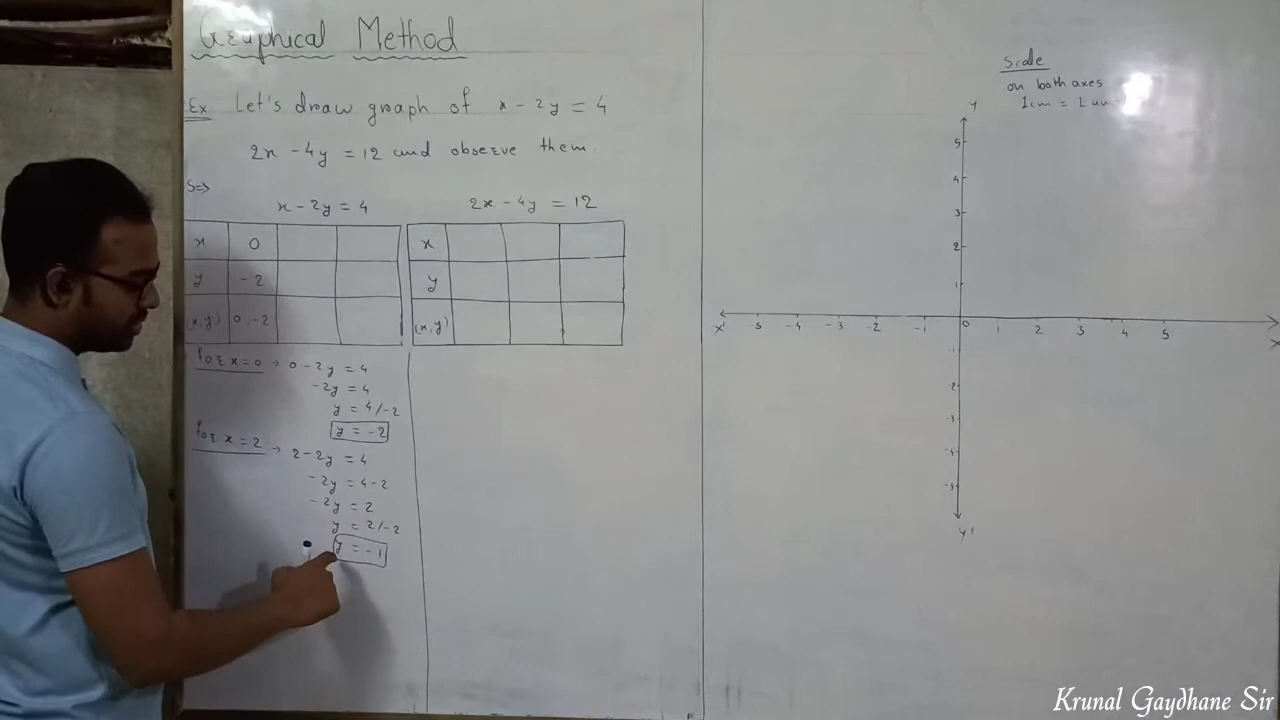 Graphical Method
Ex Let's draw graph of x - 2y = 4
2x - 4y = 12 and observe them.
S=>
x - 2y = 4
x 0
y -2
(x,y) 0,-2
2x - 4y = 12
x
y
(x,y)
for x=0 → 0 - 2y = 4
-2y = 4
y = 4/-2
y = -2
for x = 2 → 2 - 2y = 4
-2y = 4-2
-2y = 2
y = 2/-2
y = -1
Scale
on both axes
1cm = 1
Y
5
4
3
2
1
X' -5 -4 -3 -2 -1 0 1 2 3 4 5 X
-1
-2
-3
-4
-5
Y'
Krunal Gaydhane Sir